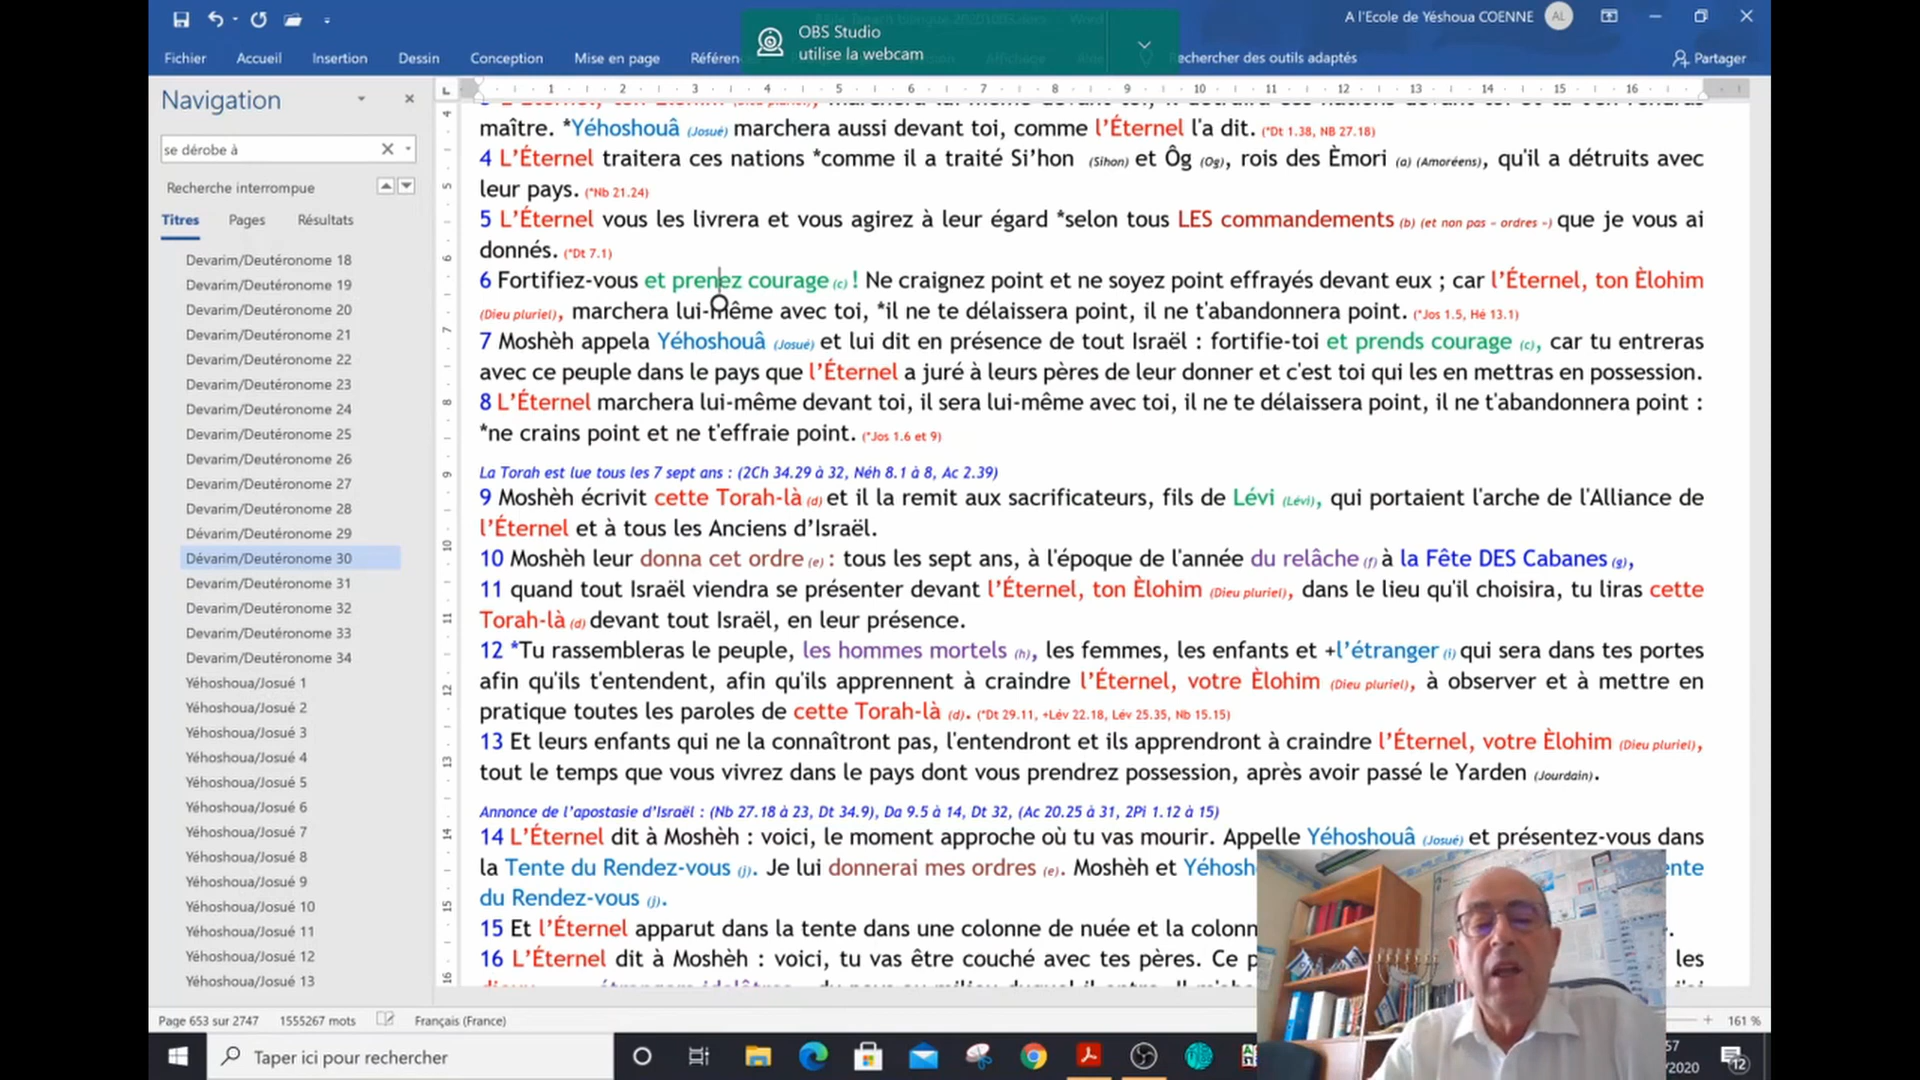 A l'Ecole de Yéshoua COENNE
AL
OBS Studio
utilise la webcam
Fichier Accueil Insertion Dessin Conception Mise en page Référenc
Rechercher des outils adaptés
Partager
Navigation
se dérobe à
Recherche interrompue
Titres Pages Résultats
Devarim/Deutéronome 18
Devarim/Deutéronome 19
Devarim/Deutéronome 20
Devarim/Deutéronome 21
Devarim/Deutéronome 22
Devarim/Deutéronome 23
Devarim/Deutéronome 24
Devarim/Deutéronome 25
Devarim/Deutéronome 26
Devarim/Deutéronome 27
Devarim/Deutéronome 28
Dévarim/Deutéronome 29
Dévarim/Deutéronome 30
Devarim/Deutéronome 31
Devarim/Deutéronome 32
Devarim/Deutéronome 33
Devarim/Deutéronome 34
Yéhoshoua/Josué 1
Yéhoshoua/Josué 2
Yéhoshoua/Josué 3
Yéhoshoua/Josué 4
Yéhoshoua/Josué 5
Yéhoshoua/Josué 6
Yéhoshoua/Josué 7
Yéhoshoua/Josué 8
Yéhoshoua/Josué 9
Yéhoshoua/Josué 10
Yéhoshoua/Josué 11
Yéhoshoua/Josué 12
Yéhoshoua/Josué 13
1 2 3 4 5 6 7 8 9 10 11 12 13 14 15 16
maître. *Yéhoshouâ (Josué) marchera aussi devant toi, comme l'Éternel l'a dit. (*Dt 1.38, NB 27.18)
4 L'Éternel traitera ces nations *comme il a traité Si'hon (Sihon) et Ôg (Og), rois des Èmori (a) (Amoréens), qu'il a détruits avec
leur pays. (*Nb 21.24)
5 L'Éternel vous les livrera et vous agirez à leur égard *selon tous LES commandements (b) (et non pas « ordres ») que je vous ai
donnés. (*Dt 7.1)
6 Fortifiez-vous et prenez courage (c) ! Ne craignez point et ne soyez point effrayés devant eux ; car l'Éternel, ton Èlohim
(Dieu pluriel), marchera lui-même avec toi, *il ne te délaissera point, il ne t'abandonnera point. (*Jos 1.5, Hé 13.1)
7 Moshèh appela Yéhoshouâ (Josué) et lui dit en présence de tout Israël : fortifie-toi et prends courage (c), car tu entreras
avec ce peuple dans le pays que l'Éternel a juré à leurs pères de leur donner et c'est toi qui les en mettras en possession.
8 L'Éternel marchera lui-même devant toi, il sera lui-même avec toi, il ne te délaissera point, il ne t'abandonnera point :
*ne crains point et ne t'effraie point. (*Jos 1.6 et 9)
La Torah est lue tous les 7 sept ans : (2Ch 34.29 à 32, Néh 8.1 à 8, Ac 2.39)
9 Moshèh écrivit cette Torah-là (d) et il la remit aux sacrificateurs, fils de Lévi (Lévi), qui portaient l'arche de l'Alliance de
l'Éternel et à tous les Anciens d'Israël.
10 Moshèh leur donna cet ordre (e) : tous les sept ans, à l'époque de l'année du relâche (f) à la Fête DES Cabanes (g),
11 quand tout Israël viendra se présenter devant l'Éternel, ton Èlohim (Dieu pluriel), dans le lieu qu'il choisira, tu liras cette
Torah-là (d) devant tout Israël, en leur présence.
12 *Tu rassembleras le peuple, les hommes mortels (h), les femmes, les enfants et +l'étranger (i) qui sera dans tes portes
afin qu'ils t'entendent, afin qu'ils apprennent à craindre l'Éternel, votre Èlohim (Dieu pluriel), à observer et à mettre en
pratique toutes les paroles de cette Torah-là (d). (*Dt 29.11, +Lév 22.18, Lév 25.35, Nb 15.15)
13 Et leurs enfants qui ne la connaîtront pas, l'entendront et ils apprendront à craindre l'Éternel, votre Èlohim (Dieu pluriel),
tout le temps que vous vivrez dans le pays dont vous prendrez possession, après avoir passé le Yarden (Jourdain).
Annonce de l'apostasie d'Israël : (Nb 27.18 à 23, Dt 34.9), Da 9.5 à 14, Dt 32, (Ac 20.25 à 31, 2Pi 1.12 à 15)
14 L'Éternel dit à Moshèh : voici, le moment approche où tu vas mourir. Appelle Yéhoshouâ (Josué) et présentez-vous dans
la Tente du Rendez-vous (j). Je lui donnerai mes ordres (e). Moshèh et Yéhosh ente
du Rendez-vous (j).
15 Et l'Éternel apparut dans la tente dans une colonne de nuée et la colonn
16 L'Éternel dit à Moshèh : voici, tu vas être couché avec tes pères. Ce p les
Page 653 sur 2747 1555267 mots Français (France)
161 %
Taper ici pour rechercher
57
/2020
12